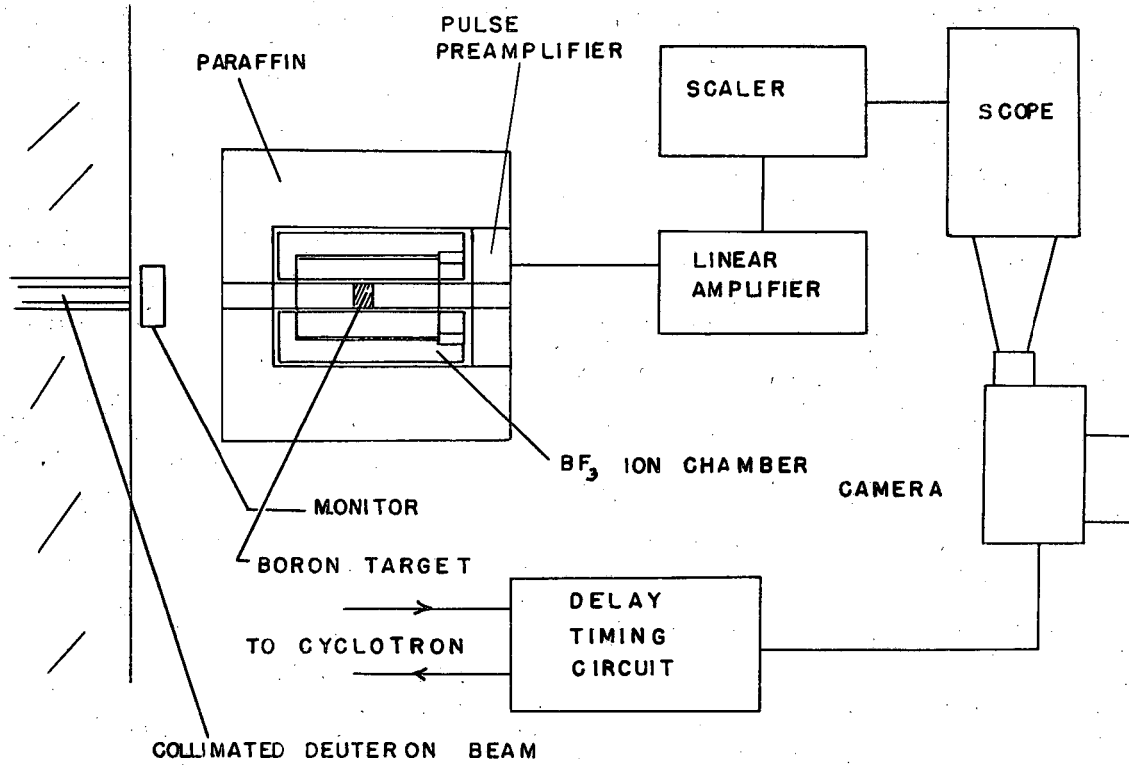 PULSE
PREAMPLIFIER
PARAFFIN
SCALER
SCOPE
LINEAR
AMPLIFIER
BF3 ION CHAMBER
CAMERA
MONITOR
BORON TARGET
DELAY
TIMING
CIRCUIT
TO CYCLOTRON
COLLIMATED DEUTERON BEAM